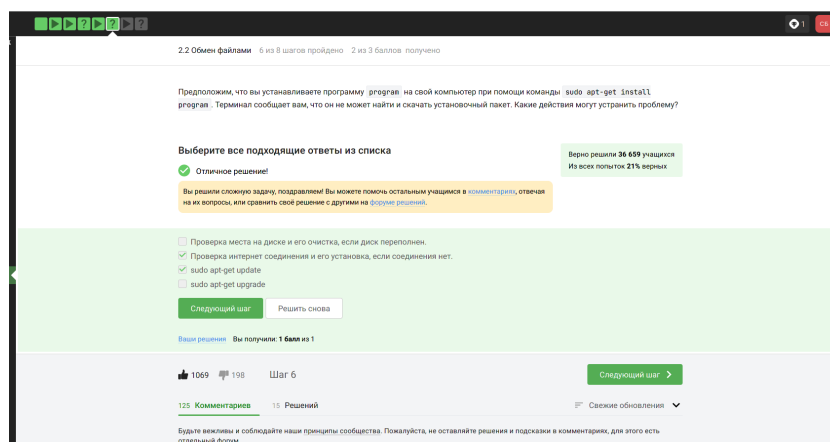 1
СБ
2.2 Обмен файлами 6 из 8 шагов пройдено 2 из 3 баллов получено
Предположим, что вы устанавливаете программу program на свой компьютер при помощи команды sudo apt-get install
program . Терминал сообщает вам, что он не может найти и скачать установочный пакет. Какие действия могут устранить проблему?
Выберите все подходящие ответы из списка
Верно решили 36 659 учащихся
Из всех попыток 21% верных
Отличное решение!
Вы решили сложную задачу, поздравляем! Вы можете помочь остальным учащимся в комментариях, отвечая
на их вопросы, или сравнить своё решение с другими на форуме решений.
Проверка места на диске и его очистка, если диск переполнен.
Проверка интернет соединения и его установка, если соединения нет.
sudo apt-get update
sudo apt-get upgrade
Следующий шаг Решить снова
Ваши решения Вы получили: 1 балл из 1
1069 198 Шаг 6 Следующий шаг
125 Комментариев 15 Решений Свежие обновления
Будьте вежливы и соблюдайте наши принципы сообщества. Пожалуйста, не оставляйте решения и подсказки в комментариях, для этого есть
отдельный форум.